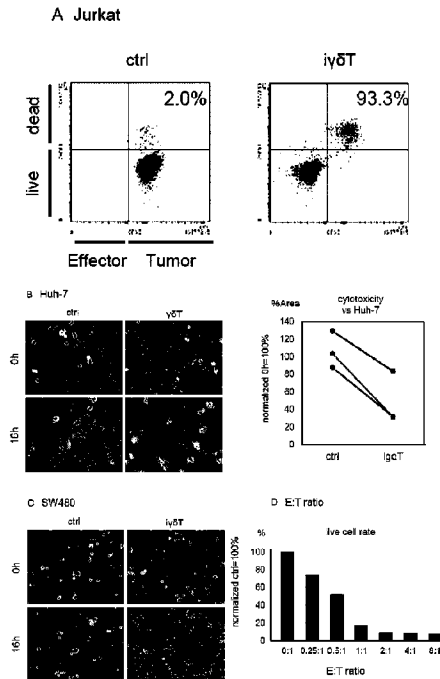 A Jurkat
ctrl
iγδT
2.0%
93.3%
dead
live
Effector
Tumor
B Huh-7
ctrl
γδT
0h
16h
%Area
cytotoxicity
vs Huh-7
normalized 0h=100%
140
120
100
80
60
40
20
0
ctrl
igdT
C SW480
ctrl
iγδT
0h
16h
D E:T ratio
%
live cell rate
normalized ctrl=100%
100
80
60
40
20
0
0:1 0.25:1 0.5:1 1:1 2:1 4:1 8:1
E:T ratio